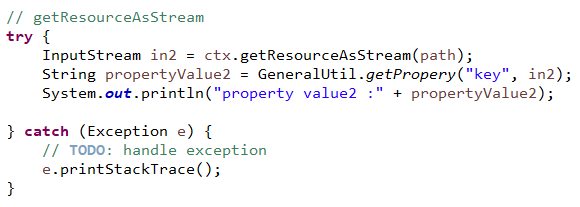 // getResourceAsStream
try {
InputStream in2 = ctx.getResourceAsStream(path);
String propertyValue2 = GeneralUtil.getPropery("key", in2);
System.out.println("property value2 :" + propertyValue2);
} catch (Exception e) {
// TODO: handle exception
e.printStackTrace();
}